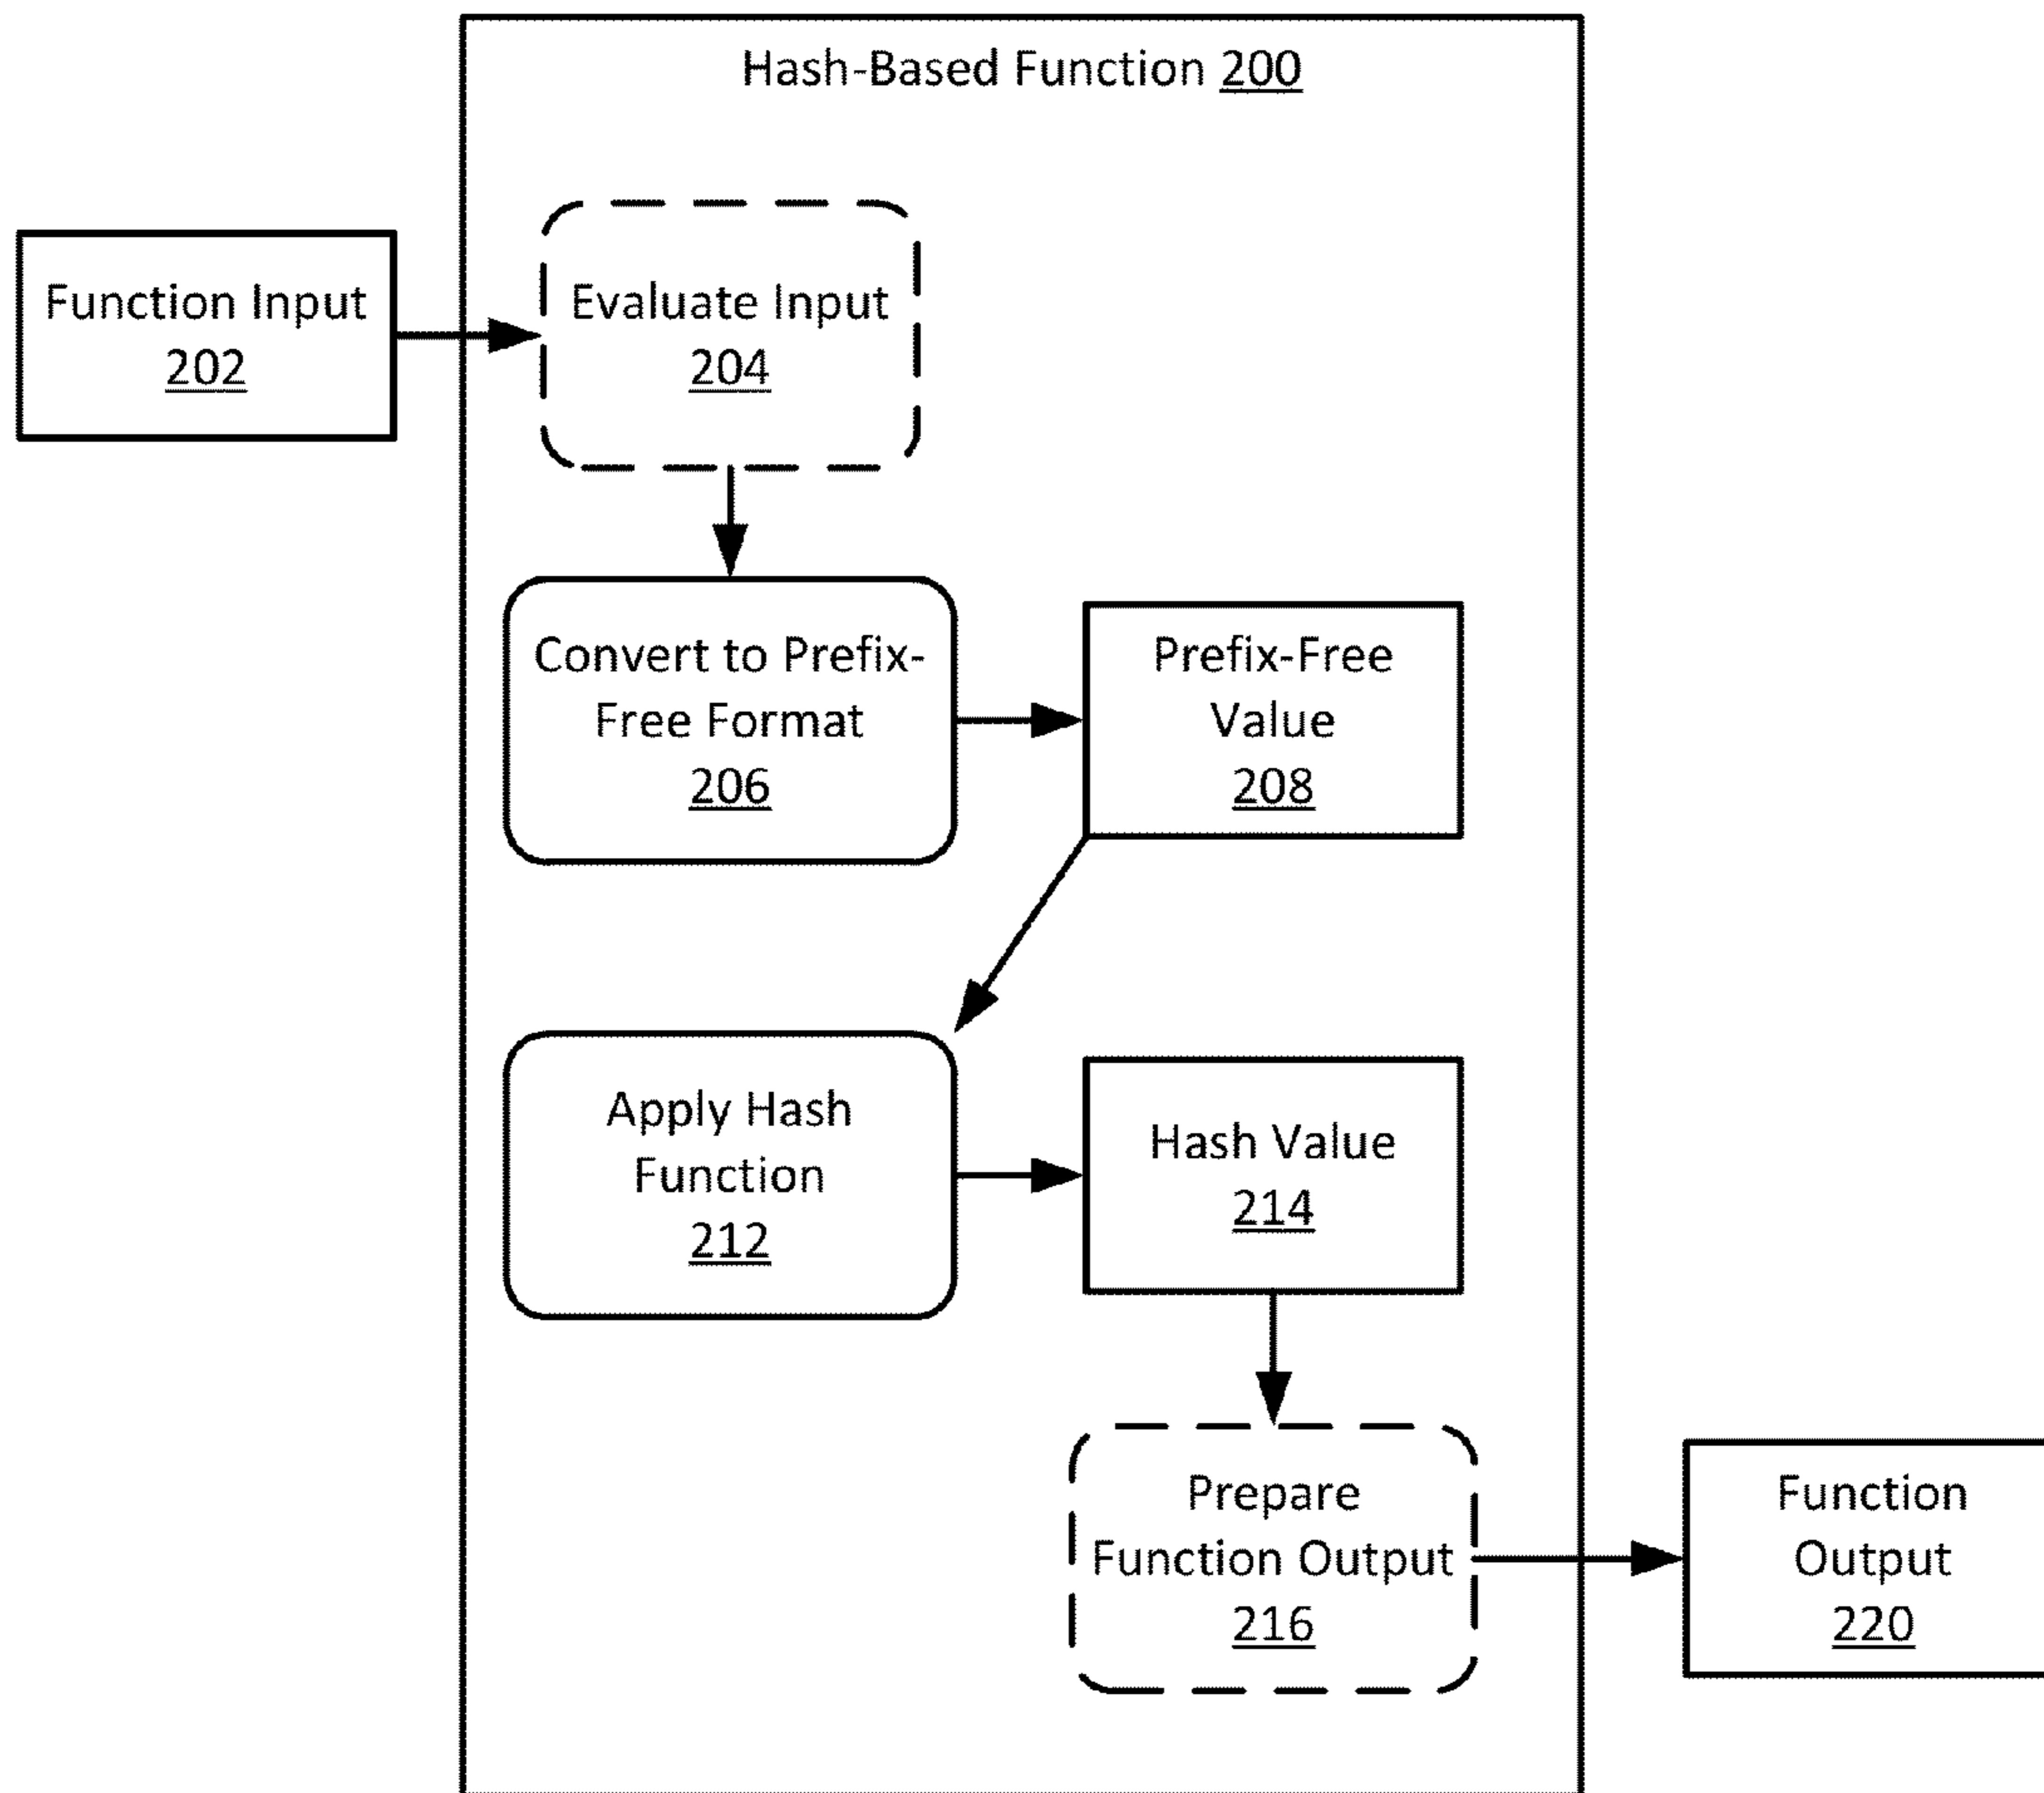 Hash-Based Function 200
Function Input
202
Evaluate Input
204
Convert to Prefix-
Free Format
206
Prefix-Free
Value
208
Apply Hash
Function
212
Hash Value
214
Prepare
Function Output
216
Function
Output
220